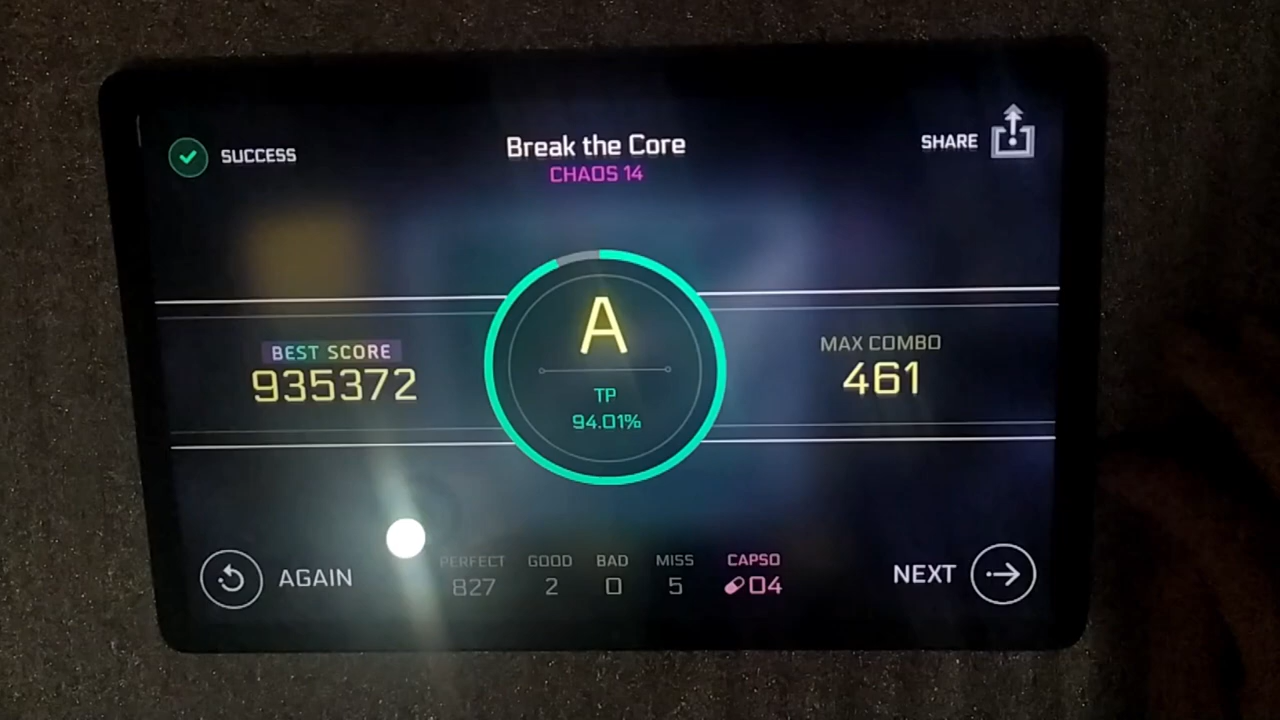 SUCCESS
Break the Core
CHAOS 14
SHARE
BEST SCORE
935372
A
TP
94.01%
MAX COMBO
461
AGAIN
PERFECT GOOD BAD MISS CAPSO
827 2 0 5 04
NEXT